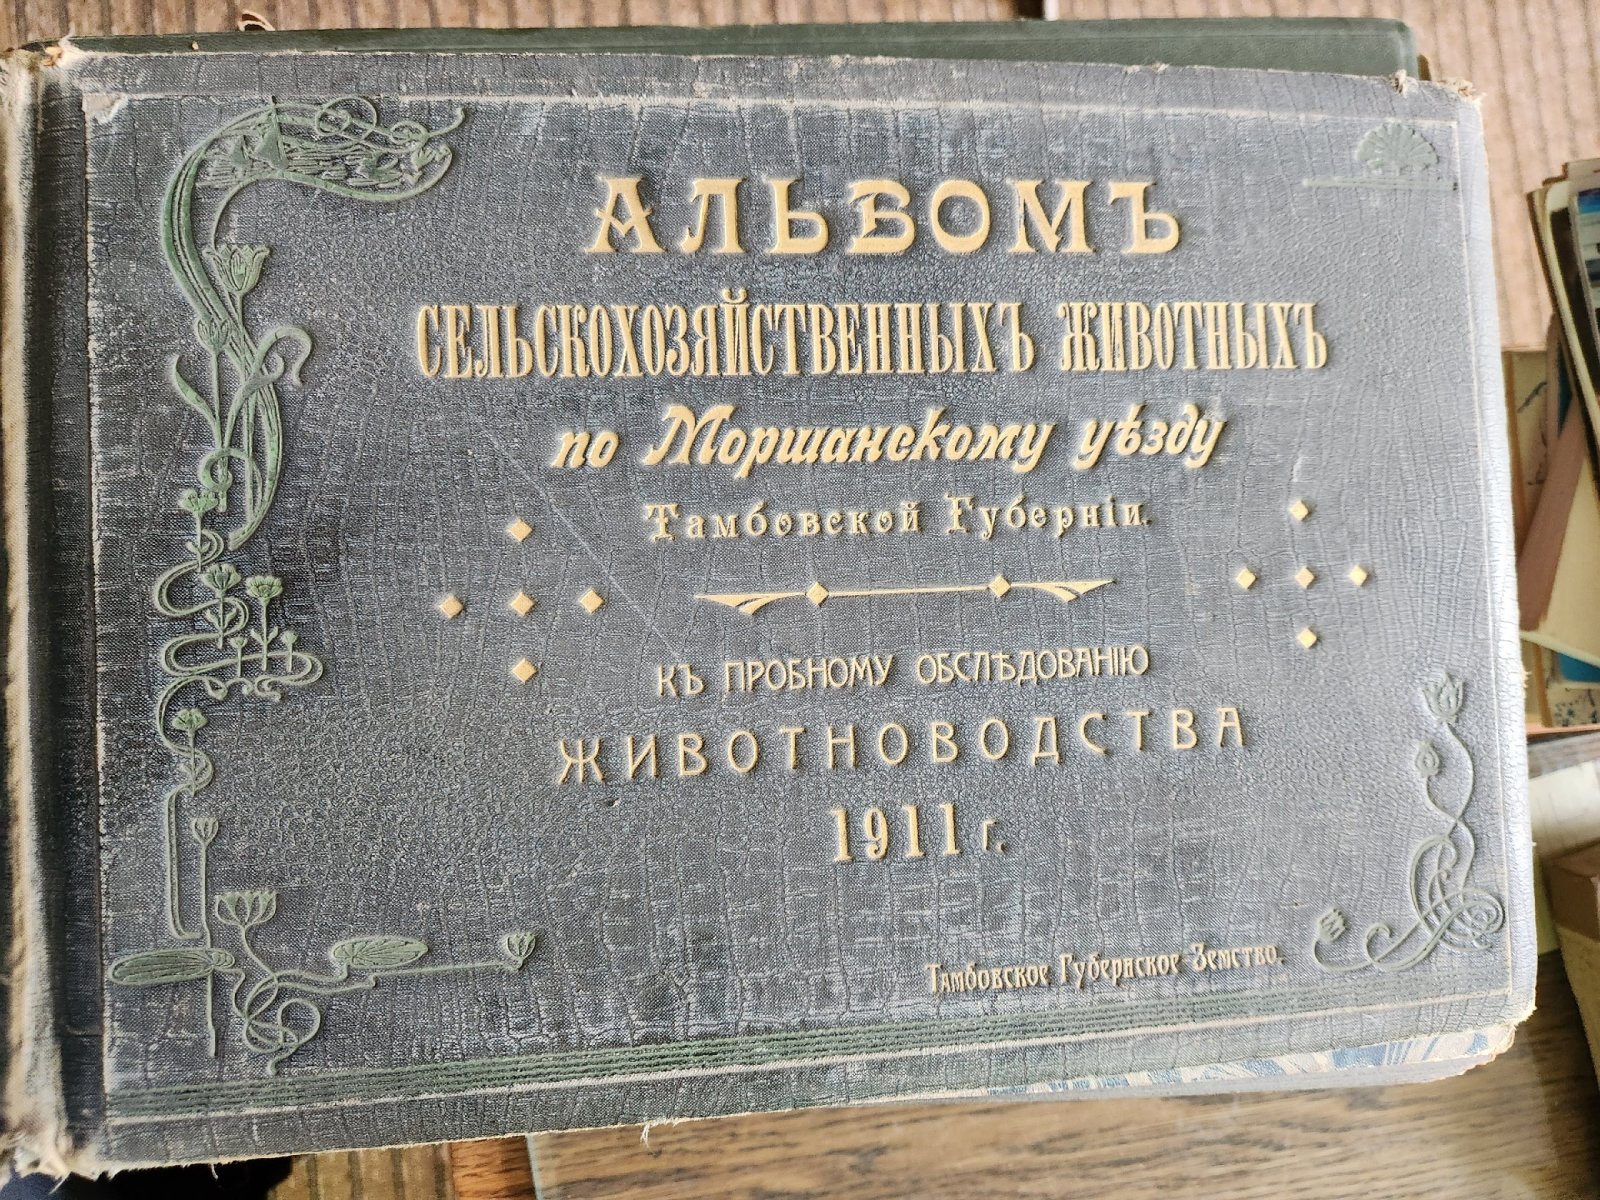 АЛЬБОМЪ
СЕЛЬСКОХОЗЯЙСТВЕННЫХЪ ЖИВОТНЫХЪ
по Моршанскому уѣзду
Тамбовской Губерніи.
КЪ ПРОБНОМУ ОБСЛѢДОВАНІЮ
ЖИВОТНОВОДСТВА
1911 г.
Тамбовское Губернское Земство.